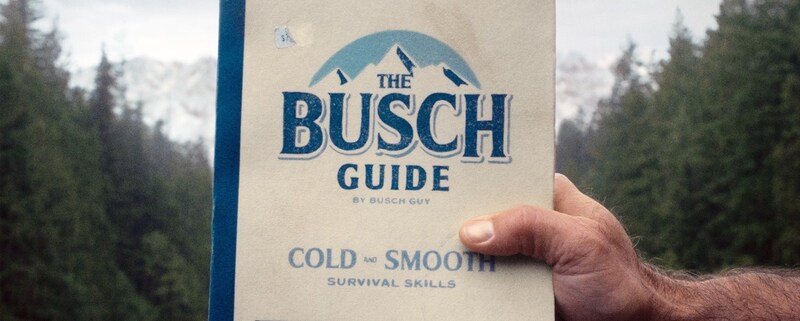 THE
BUSCH
GUIDE
BY BUSCH GUY
COLD AND SMOOTH
SURVIVAL SKILLS